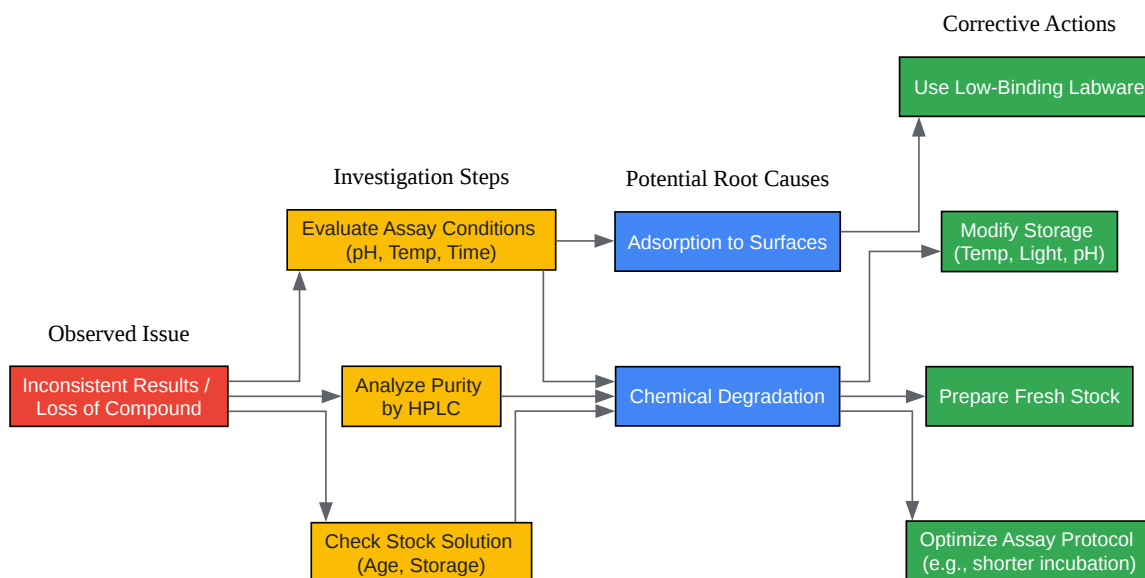 Corrective Actions
Use Low-Binding Labware
Investigation Steps
Potential Root Causes
Evaluate Assay Conditions
(pH, Temp, Time)
Adsorption to Surfaces
Modify Storage
(Temp, Light, pH)
Observed Issue
Inconsistent Results /
Loss of Compound
Analyze Purity
by HPLC
Chemical Degradation
Prepare Fresh Stock
Check Stock Solution
(Age, Storage)
Optimize Assay Protocol
(e.g., shorter incubation)